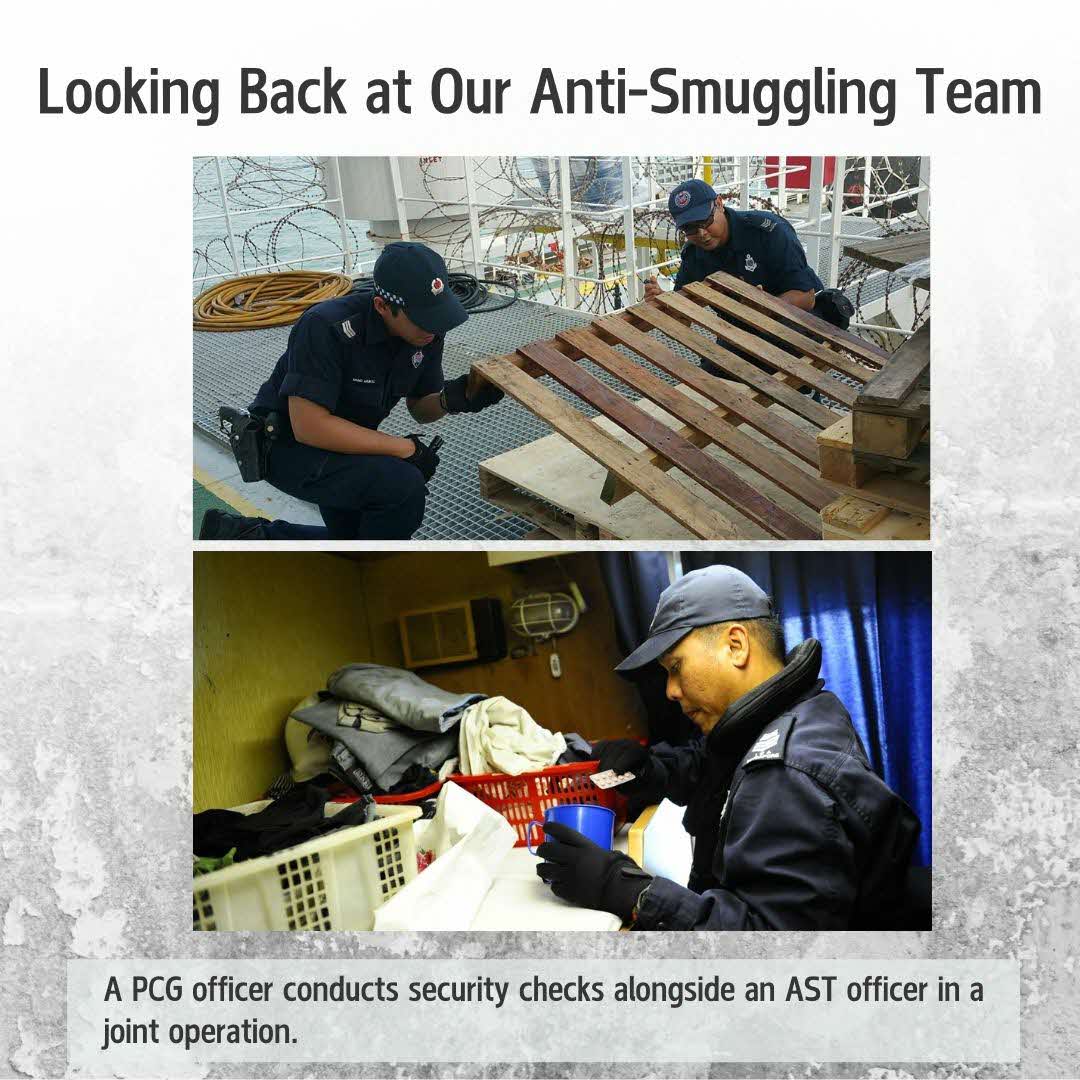 Looking Back at Our Anti-Smuggling Team
A PCG officer conducts security checks alongside an AST officer in a
joint operation.